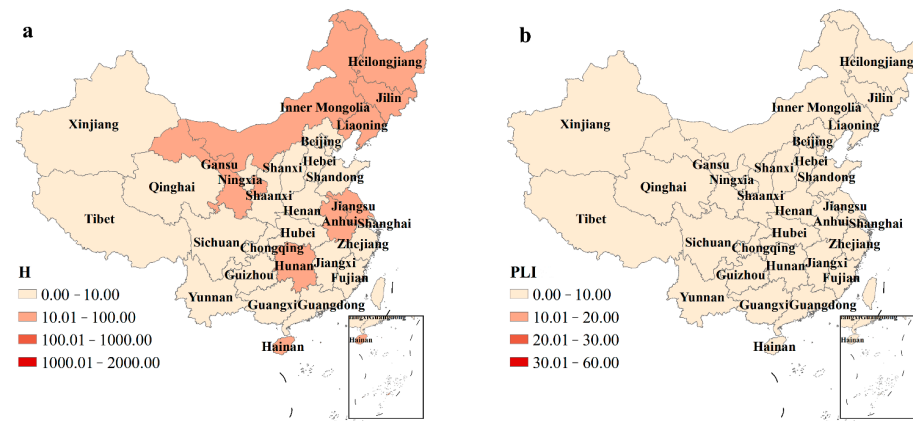 a
Heilongjiang
Jilin
Inner Mongolia
Liaoning
Xinjiang
Beijing
Gansu
Shanxi
Hebei
Ningxia
Shandong
Qinghai
Shaanxi
Jiangsu
Henan
Tibet
Anhui
Shanghai
Hubei
Sichuan
Zhejiang
Chongqing
Hunan
Jiangxi
Guizhou
Fujian
Yunnan
Guangxi
Guangdong
Hainan
Hainan
H
0.00 – 10.00
10.01 – 100.00
100.01 – 1000.00
1000.01 – 2000.00
b
Heilongjiang
Jilin
Inner Mongolia
Liaoning
Xinjiang
Beijing
Gansu
Shanxi
Hebei
Ningxia
Shandong
Qinghai
Shaanxi
Jiangsu
Henan
Tibet
Anhui
Shanghai
Hubei
Sichuan
Zhejiang
Chongqing
Hunan
Jiangxi
Guizhou
Fujian
Yunnan
Guangxi
Guangdong
Hainan
Hainan
PLI
0.00 – 10.00
10.01 – 20.00
20.01 – 30.00
30.01 – 60.00